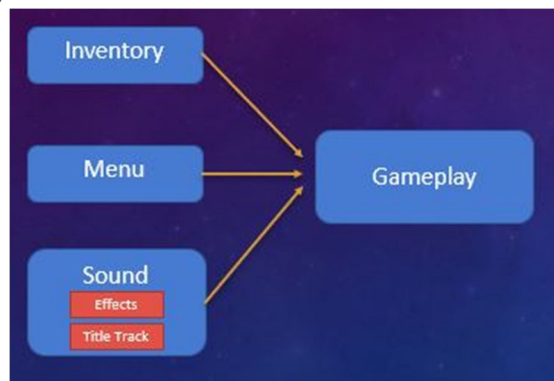 Inventory
Menu
Gameplay
Sound
Effects
Title Track